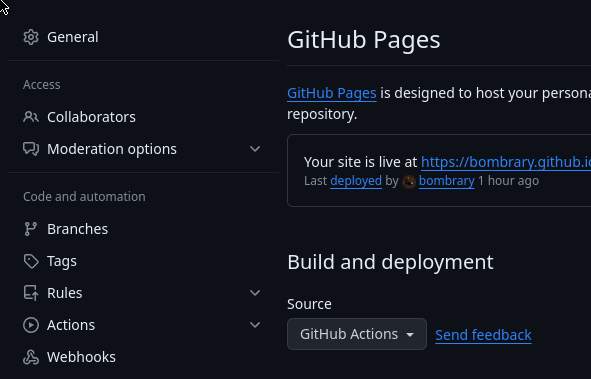 General
Access
Collaborators
Moderation options
Code and automation
Branches
Tags
Rules
Actions
Webhooks
GitHub Pages
GitHub Pages is designed to host your persona
repository.
Your site is live at https://bombrary.github.io
Last deployed by bombrary 1 hour ago
Build and deployment
Source
GitHub Actions
Send feedback